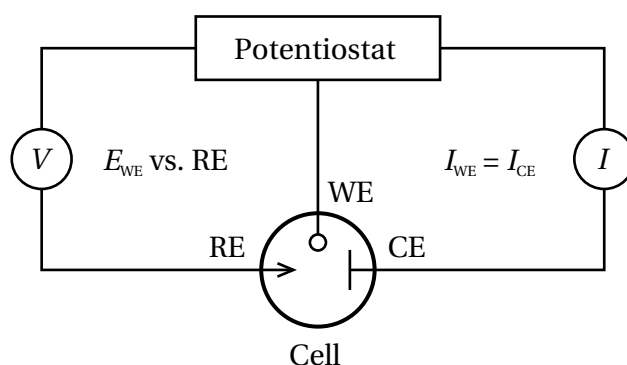 Potentiostat
V
E_WE vs. RE
I_WE = I_CE
I
WE
RE
CE
Cell